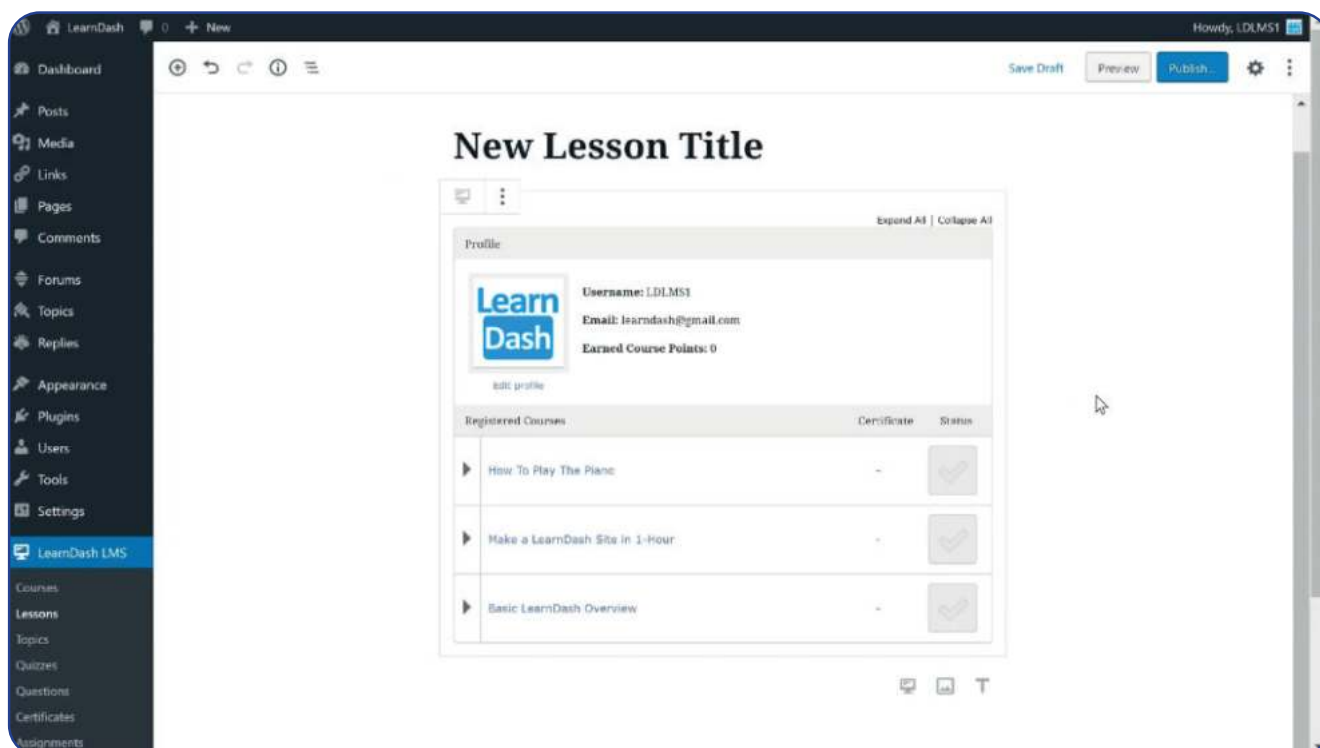 LearnDash 0 + New Howdy, LDLMS1
Dashboard
Save Draft Preview Publish...
Posts
Media
Links
Pages
Comments
Forums
Topics
Replies
Appearance
Plugins
Users
Tools
Settings
LearnDash LMS
Courses
Lessons
Topics
Quizzes
Questions
Certificates
Assignments
New Lesson Title
Expand All | Collapse All
Profile
Learn
Dash
Edit profile
Username: LDLMS1
Email: learndash@gmail.com
Earned Course Points: 0
Registered Courses Certificate Status
How To Play The Piano -
Make a LearnDash Site in 1-Hour -
Basic LearnDash Overview -